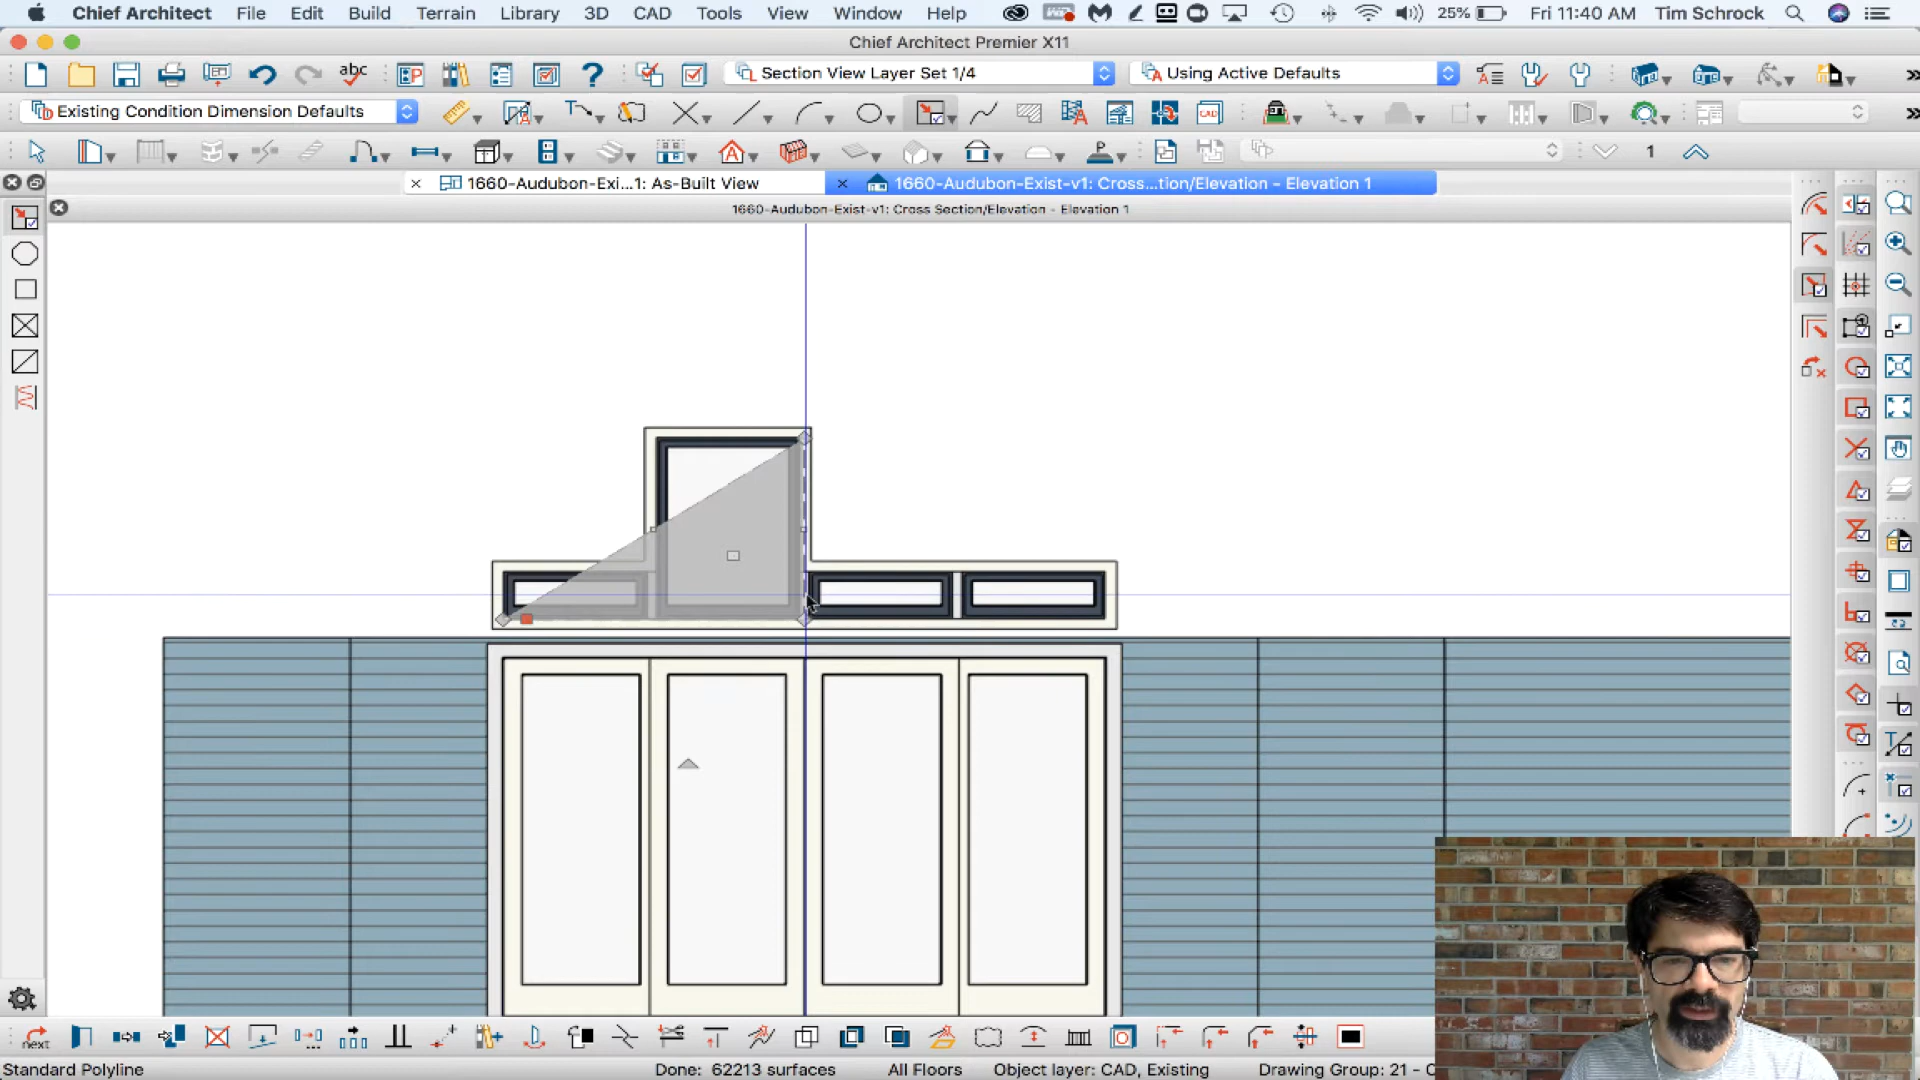 Chief Architect File Edit Build Terrain Library 3D CAD Tools View Window Help 25% Fri 11:40 AM Tim Schrock
Chief Architect Premier X11
abc Section View Layer Set 1/4 Using Active Defaults
Existing Condition Dimension Defaults
1
1660-Audubon-Exi...1: As-Built View
1660-Audubon-Exist-v1: Cross...tion/Elevation - Elevation 1
1660-Audubon-Exist-v1: Cross Section/Elevation - Elevation 1
next
Standard Polyline Done: 62213 surfaces All Floors Object layer: CAD, Existing Drawing Group: 21 - C